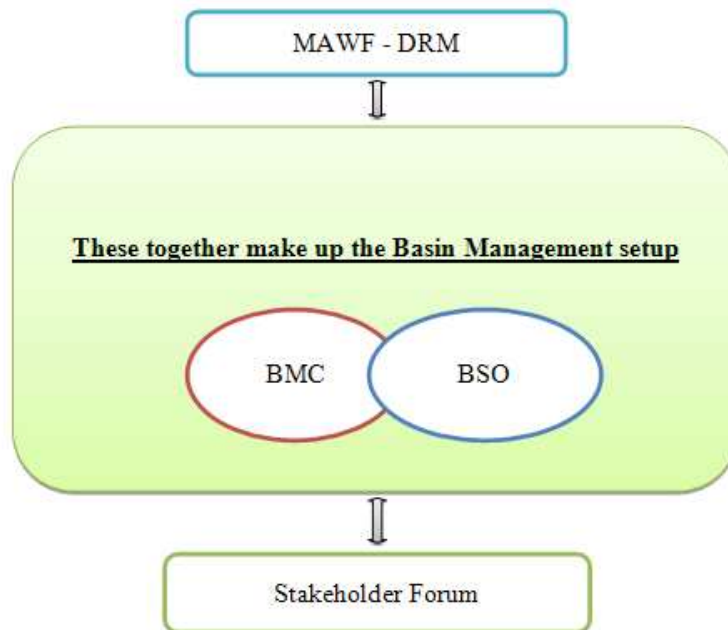 MAWF - DRM
These together make up the Basin Management setup
BMC
BSO
Stakeholder Forum